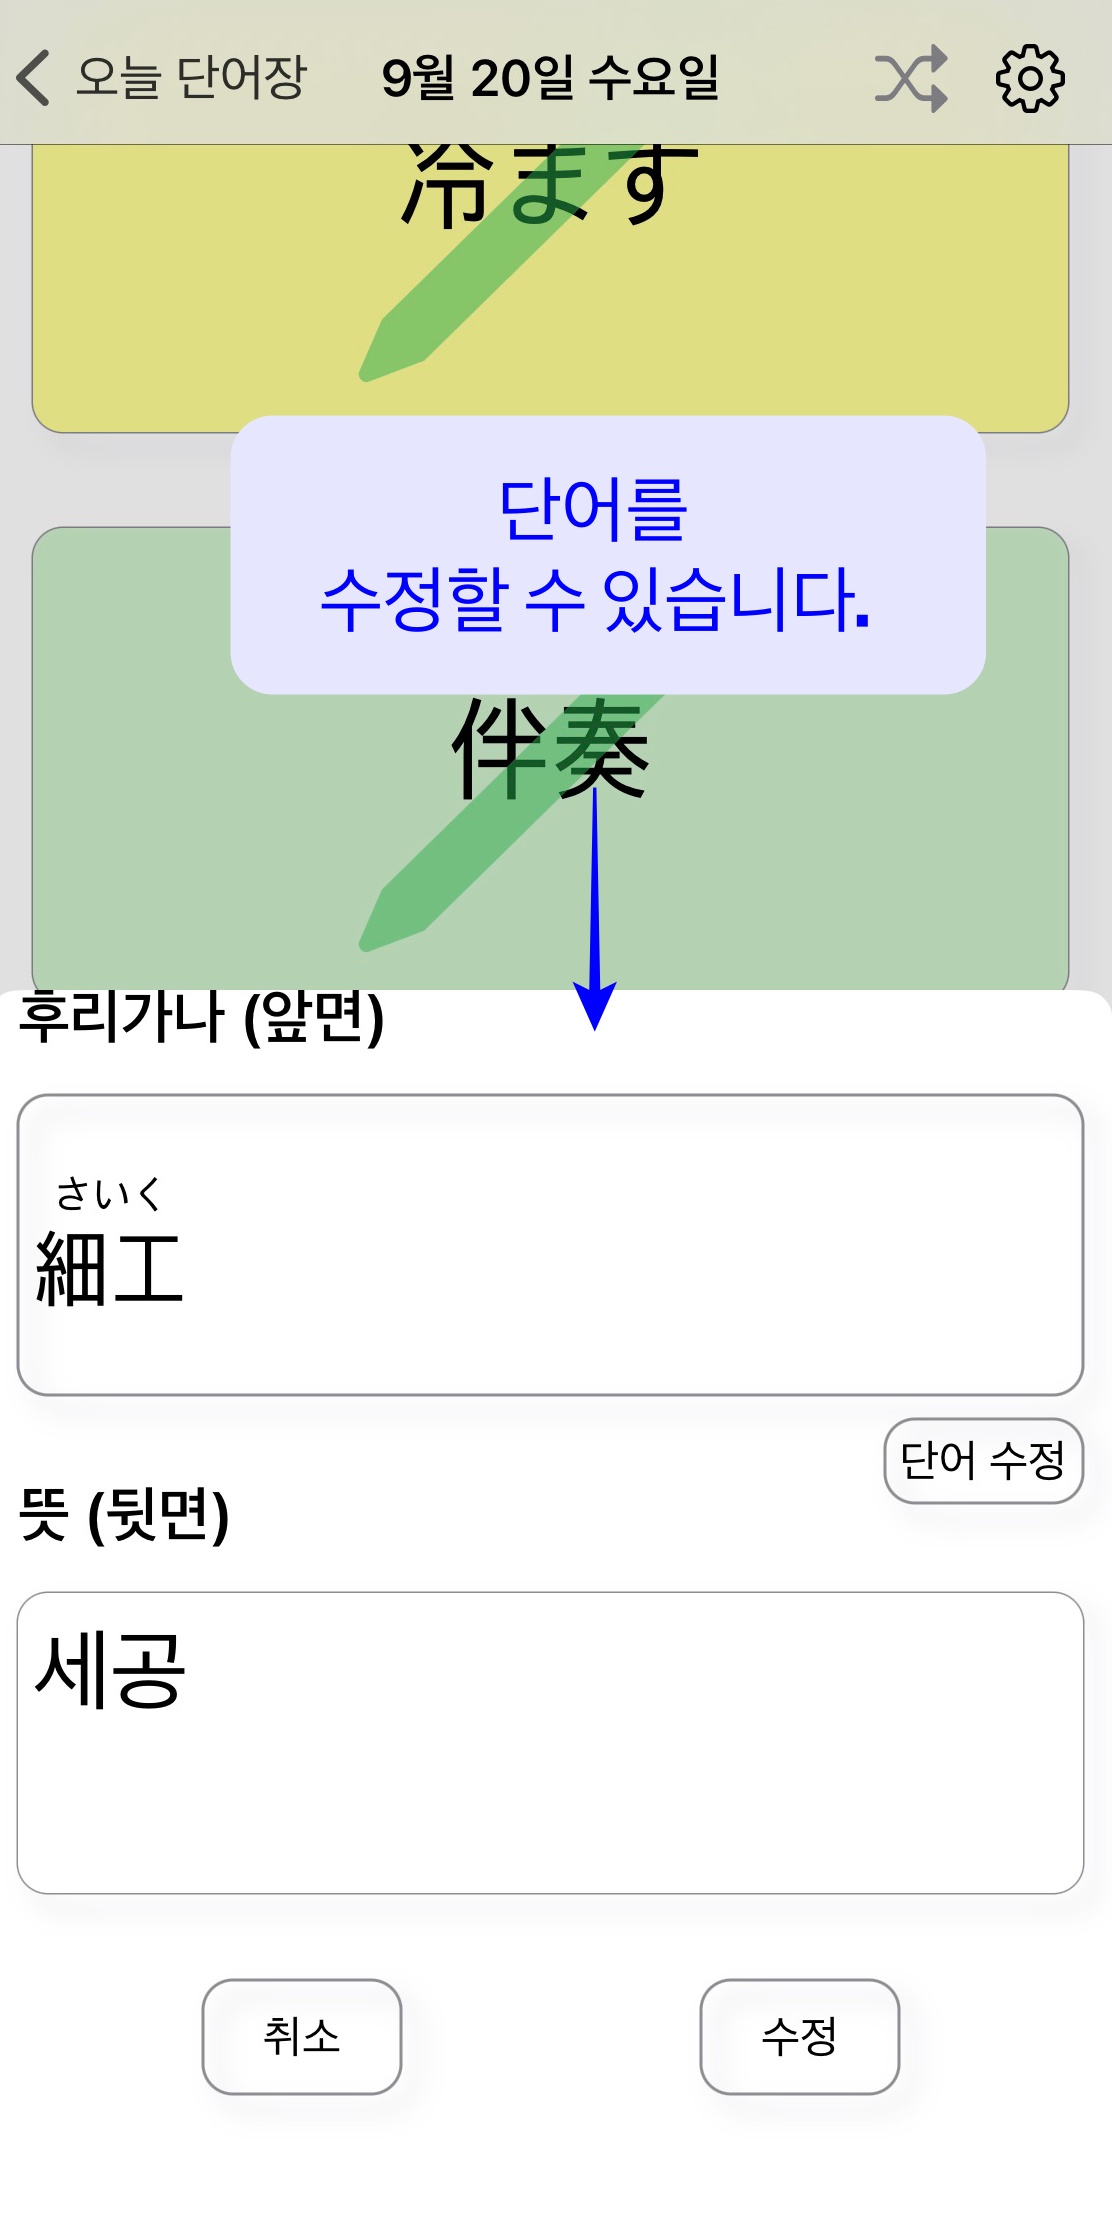 오늘 단어장
9월 20일 수요일
冷ます
단어를
수정할 수 있습니다.
伴奏
후리가나 (앞면)
さいく
細工
단어 수정
뜻 (뒷면)
세공
취소
수정